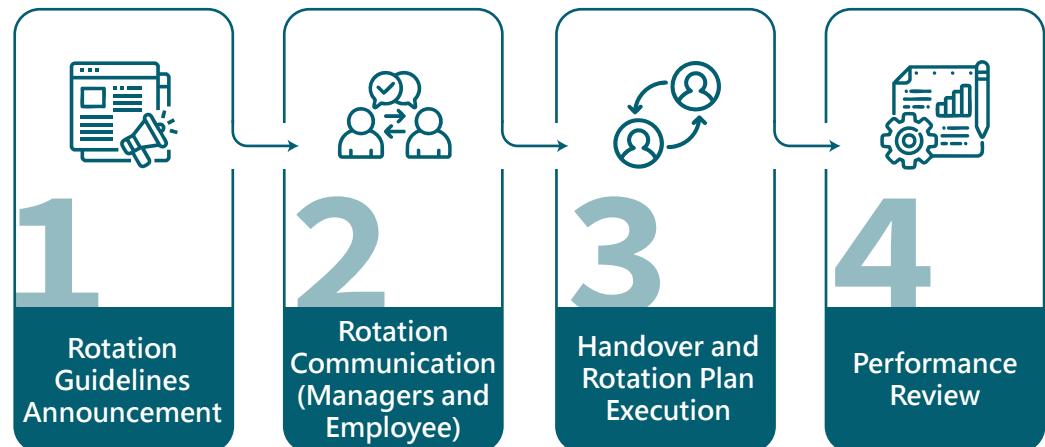 1
Rotation
Guidelines
Announcement
2
Rotation
Communication
(Managers and
Employee)
3
Handover and
Rotation Plan
Execution
4
Performance
Review